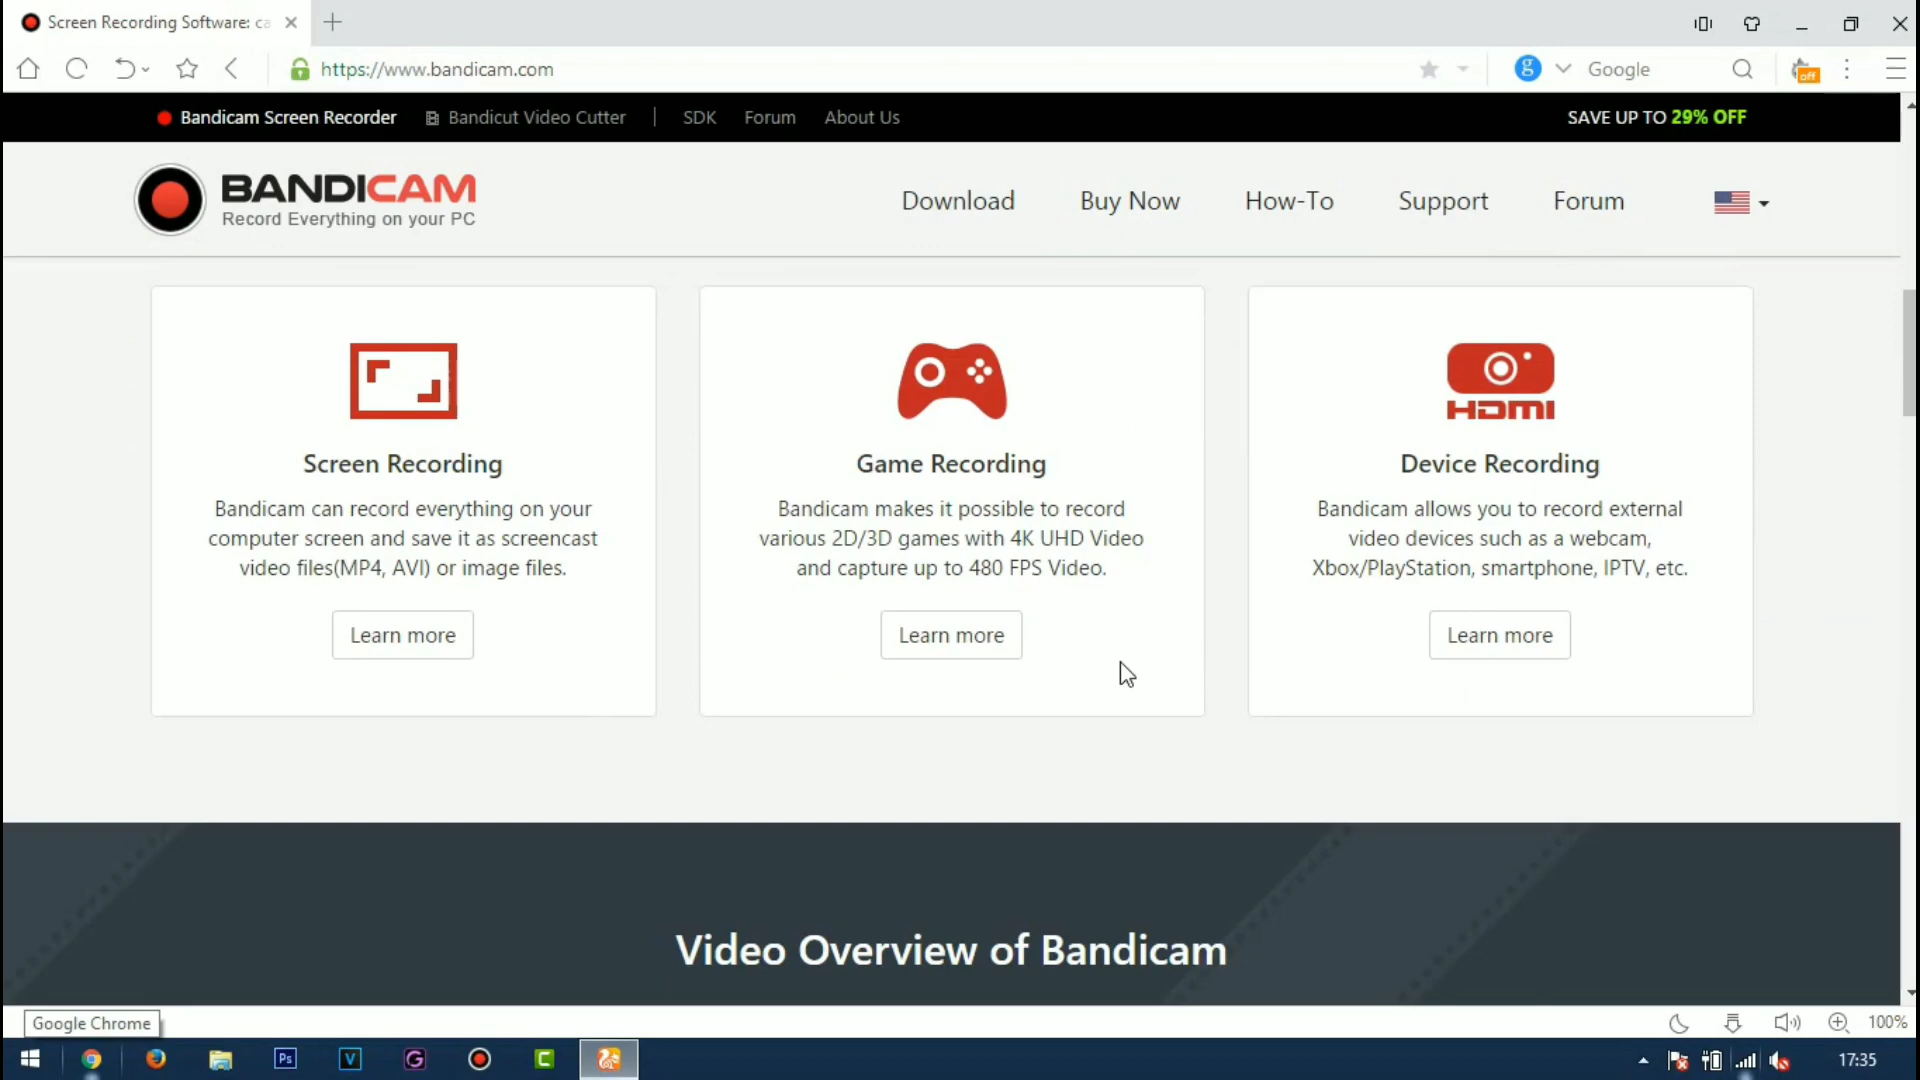 Screen Recording Software: ca
https://www.bandicam.com
g
Google
off
Bandicam Screen Recorder
Bandicut Video Cutter
SDK
Forum
About Us
SAVE UP TO 29% OFF
BANDICAM
Record Everything on your PC
Download
Buy Now
How-To
Support
Forum
HDMI
Screen Recording
Bandicam can record everything on your
computer screen and save it as screencast
video files(MP4, AVI) or image files.
Learn more
Game Recording
Bandicam makes it possible to record
various 2D/3D games with 4K UHD Video
and capture up to 480 FPS Video.
Learn more
Device Recording
Bandicam allows you to record external
video devices such as a webcam,
Xbox/PlayStation, smartphone, IPTV, etc.
Learn more
Video Overview of Bandicam
Google Chrome
100%
Ps
V
G
C
17:35